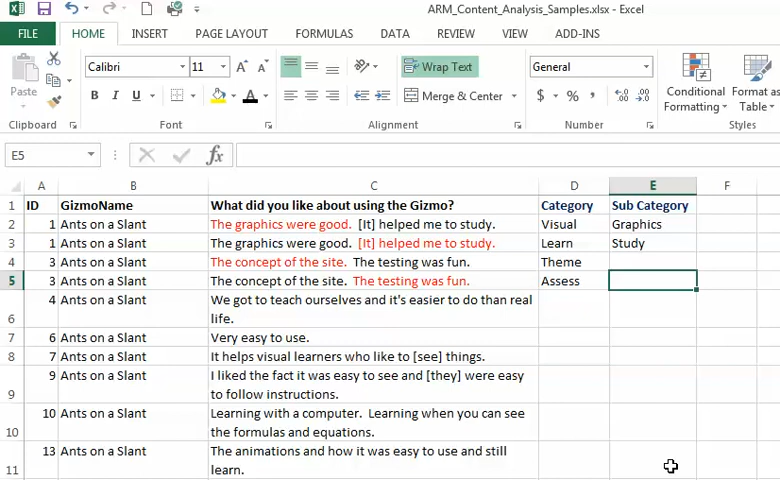 ARM_Content_Analysis_Samples.xlsx - Excel
FILE HOME INSERT PAGE LAYOUT FORMULAS DATA REVIEW VIEW ADD-INS
Calibri 11 A A Wrap Text General
Paste B I U A Merge & Center $ % , .0 .00 .00 .0 Conditional Formatting Format as Table
Clipboard Font Alignment Number Styles
E5 fx
A B C D E F
1 ID GizmoName What did you like about using the Gizmo? Category Sub Category
2 1 Ants on a Slant The graphics were good. [It] helped me to study. Visual Graphics
3 1 Ants on a Slant The graphics were good. [It] helped me to study. Learn Study
4 3 Ants on a Slant The concept of the site. The testing was fun. Theme
5 3 Ants on a Slant The concept of the site. The testing was fun. Assess
4 Ants on a Slant We got to teach ourselves and it's easier to do than real
6 life.
7 6 Ants on a Slant Very easy to use.
8 7 Ants on a Slant It helps visual learners who like to [see] things.
9 Ants on a Slant I liked the fact it was easy to see and [they] were easy
9 to follow instructions.
10 Ants on a Slant Learning with a computer. Learning when you can see
10 the formulas and equations.
13 Ants on a Slant The animations and how it was easy to use and still
11 learn.